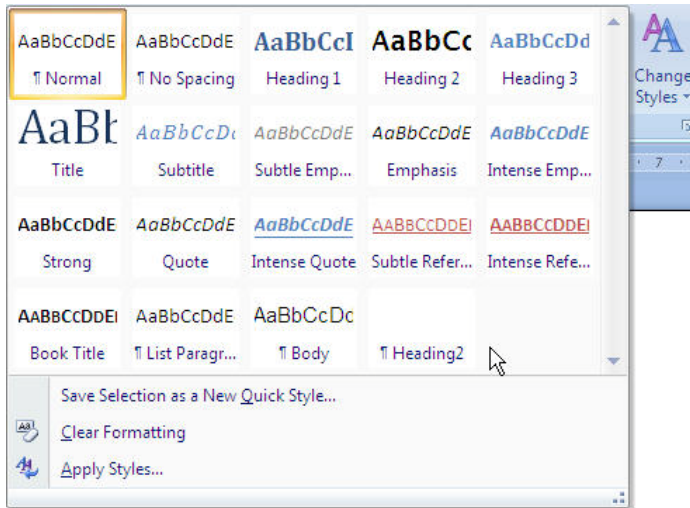 AaBbCcDdE AaBbCcDdE AaBbCcI AaBbCc AaBbCcDd
¶ Normal ¶ No Spacing Heading 1 Heading 2 Heading 3
Change
Styles
AaBb AaBbCcDd AaBbCcDdE AaBbCcDdE AaBbCcDdE
Title Subtitle Subtle Emp... Emphasis Intense Emp...
7
AaBbCcDdE AaBbCcDdE AaBbCcDdE AABBCCDDEI AABBCCDDEI
Strong Quote Intense Quote Subtle Refer... Intense Refe...
AABBCCDDEI AaBbCcDdE AaBbCcDc
Book Title ¶ List Paragr... ¶ Body ¶ Heading2
Save Selection as a New Quick Style...
Clear Formatting
Apply Styles...